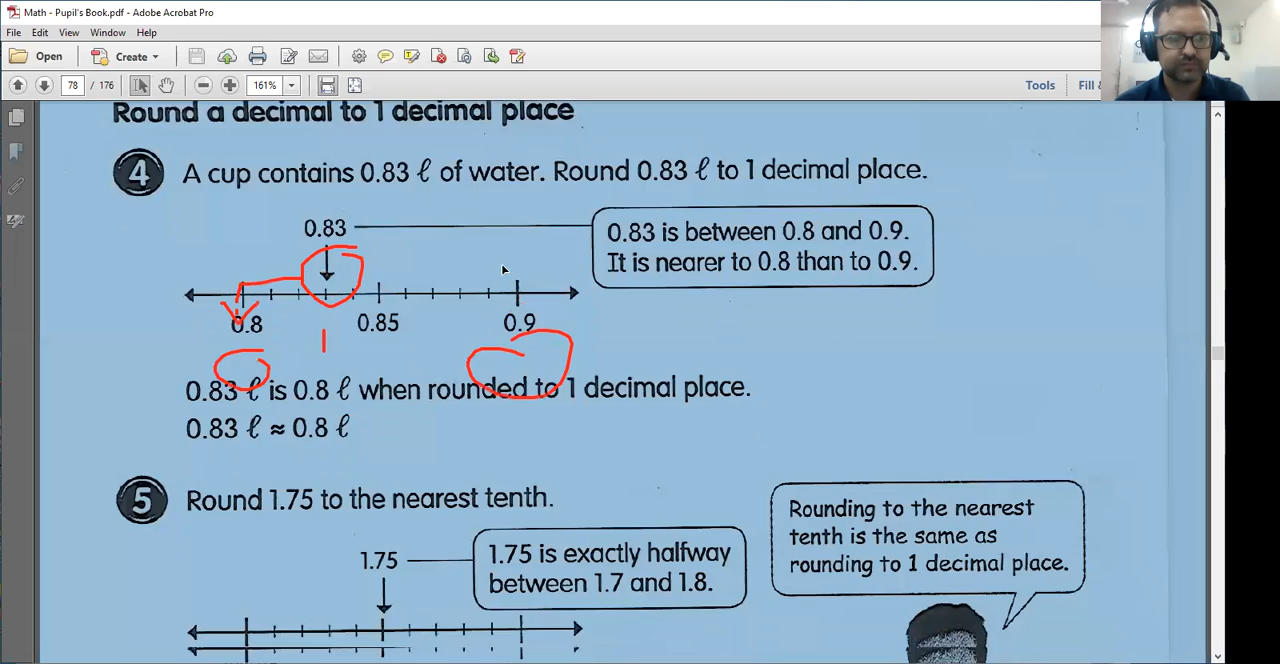 Math - Pupil's Book.pdf - Adobe Acrobat Pro
File Edit View Window Help
Open Create
78 / 176 161% Tools Fill &
Round a decimal to 1 decimal place
4 A cup contains 0.83 ℓ of water. Round 0.83 ℓ to 1 decimal place.
0.83
0.83 is between 0.8 and 0.9.
It is nearer to 0.8 than to 0.9.
0.8 0.85 0.9
0.83 ℓ is 0.8 ℓ when rounded to 1 decimal place.
0.83 ℓ ≈ 0.8 ℓ
5 Round 1.75 to the nearest tenth.
1.75
1.75 is exactly halfway
between 1.7 and 1.8.
Rounding to the nearest
tenth is the same as
rounding to 1 decimal place.